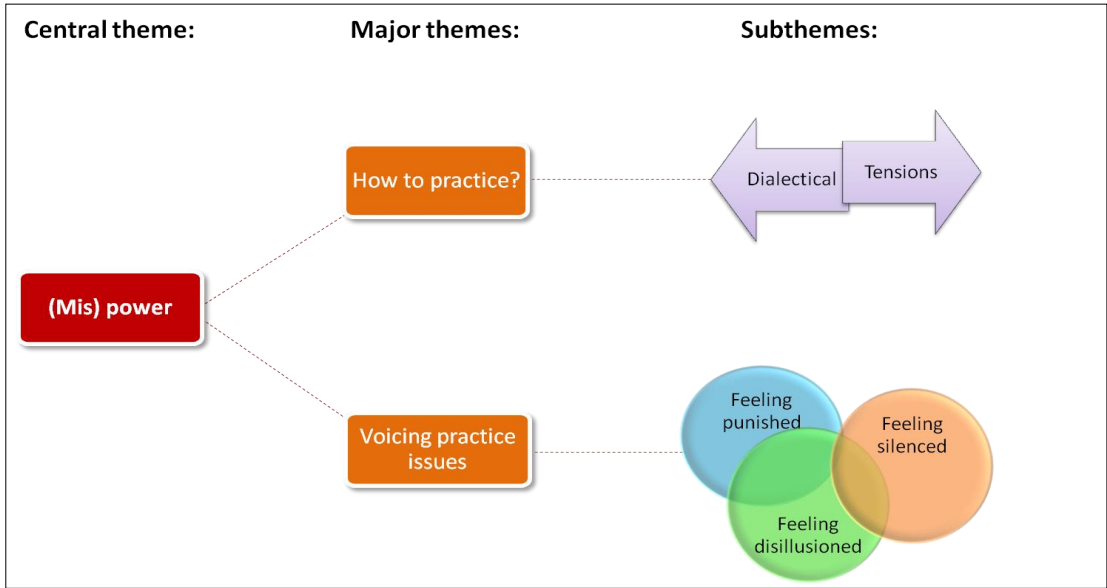 Central theme:
Major themes:
Subthemes:
How to practice?
Dialectical
Tensions
(Mis) power
Voicing practice
issues
Feeling
punished
Feeling
silenced
Feeling
disillusioned